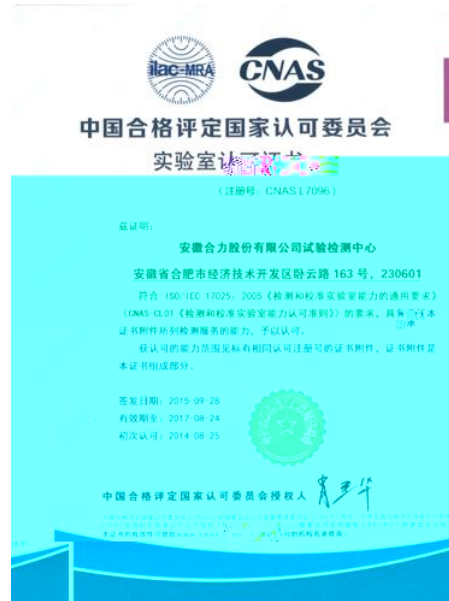 ilac-MRA
CNAS
中国合格评定国家认可委员会
实验室认可证书
(注册号: CNAS L7096)
兹证明:
安徽合力股份有限公司试验检测中心
安徽省合肥市经济技术开发区卧云路 163 号, 230601
符合 ISO/IEC 17025: 2005《检测和校准实验室能力的通用要求》
(CNAS-CL01《检测和校准实验室能力认可准则》)的要求, 具备本
证书附件所列检测服务的能力, 予以认可。
获认可的能力范围见标有相同认可注册号的证书附件, 证书附件是
本证书组成部分。
签发日期: 2015-09-28
有效期至: 2017-08-24
初次认可: 2014-08-25
中国合格评定国家认可委员会授权人